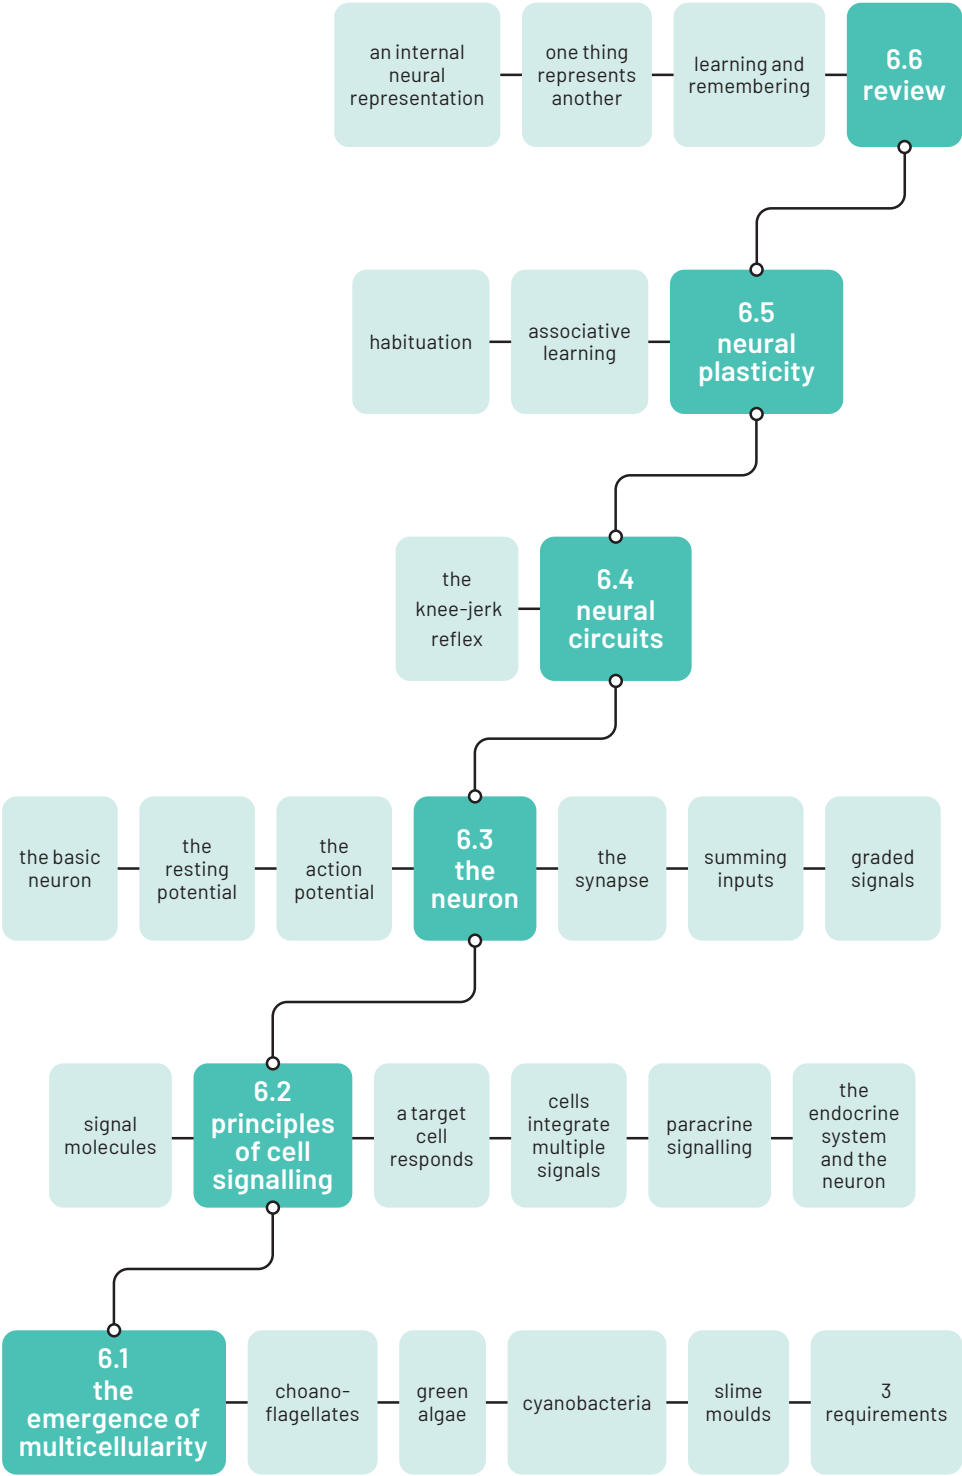 an internal
neural
representation
one thing
represents
another
learning and
remembering
6.6
review
habituation
associative
learning
6.5
neural
plasticity
the
knee-jerk
reflex
6.4
neural
circuits
the basic
neuron
the
resting
potential
the
action
potential
6.3
the
neuron
the
synapse
summing
inputs
graded
signals
signal
molecules
6.2
principles
of cell
signalling
a target
cell
responds
cells
integrate
multiple
signals
paracrine
signalling
the
endocrine
system
and the
neuron
6.1
the
emergence of
multicellularity
choano-
flagellates
green
algae
cyanobacteria
slime
moulds
3
requirements